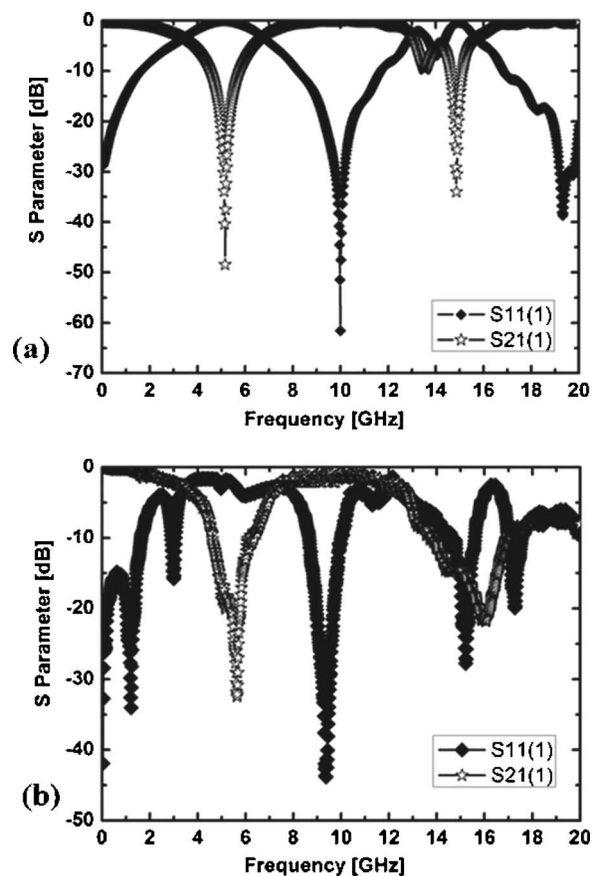 0
-10
-20
-30
-40
-50
-60
-70
S Parameter [dB]
S11(1)
S21(1)
(a)
0 2 4 6 8 10 12 14 16 18 20
Frequency [GHz]
0
-10
-20
-30
-40
-50
S Parameter [dB]
S11(1)
S21(1)
(b)
0 2 4 6 8 10 12 14 16 18 20
Frequency [GHz]